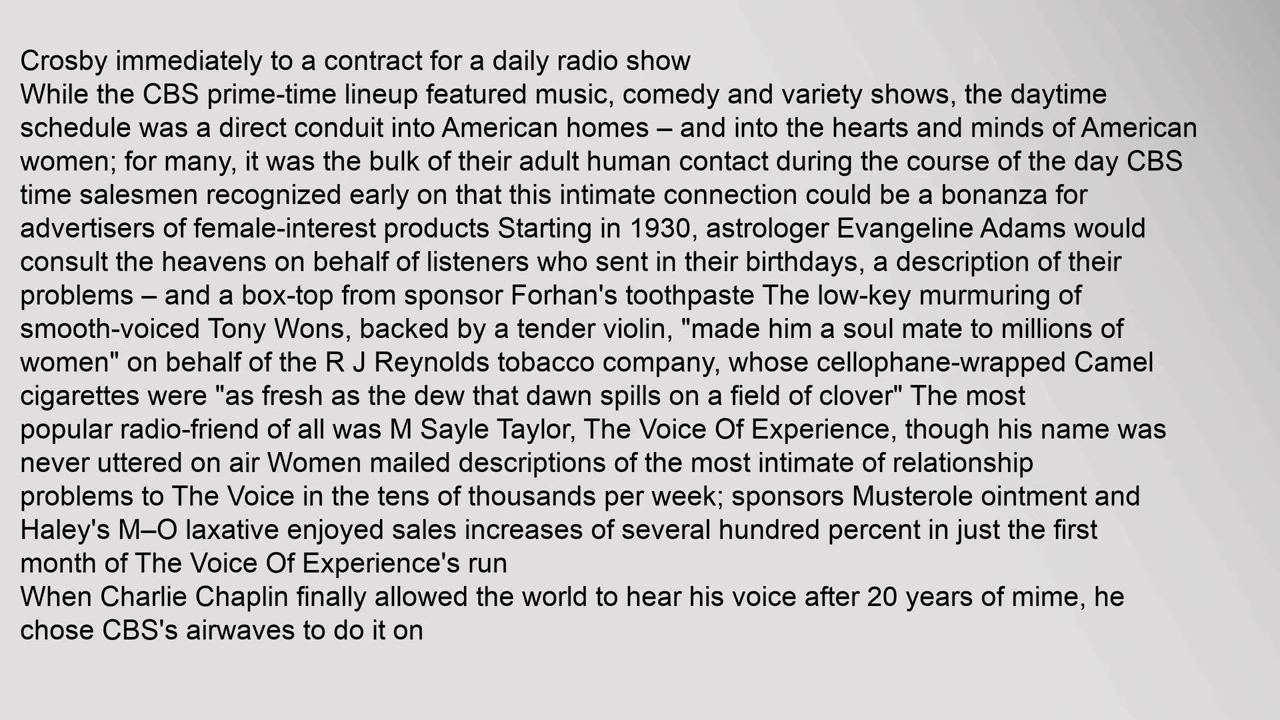 Crosby immediately to a contract for a daily radio show
While the CBS prime-time lineup featured music, comedy and variety shows, the daytime
schedule was a direct conduit into American homes – and into the hearts and minds of American
women; for many, it was the bulk of their adult human contact during the course of the day CBS
time salesmen recognized early on that this intimate connection could be a bonanza for
advertisers of female-interest products Starting in 1930, astrologer Evangeline Adams would
consult the heavens on behalf of listeners who sent in their birthdays, a description of their
problems – and a box-top from sponsor Forhan's toothpaste The low-key murmuring of
smooth-voiced Tony Wons, backed by a tender violin, "made him a soul mate to millions of
women" on behalf of the R J Reynolds tobacco company, whose cellophane-wrapped Camel
cigarettes were "as fresh as the dew that dawn spills on a field of clover" The most
popular radio-friend of all was M Sayle Taylor, The Voice Of Experience, though his name was
never uttered on air Women mailed descriptions of the most intimate of relationship
problems to The Voice in the tens of thousands per week; sponsors Musterole ointment and
Haley's M–O laxative enjoyed sales increases of several hundred percent in just the first
month of The Voice Of Experience's run
When Charlie Chaplin finally allowed the world to hear his voice after 20 years of mime, he
chose CBS's airwaves to do it on